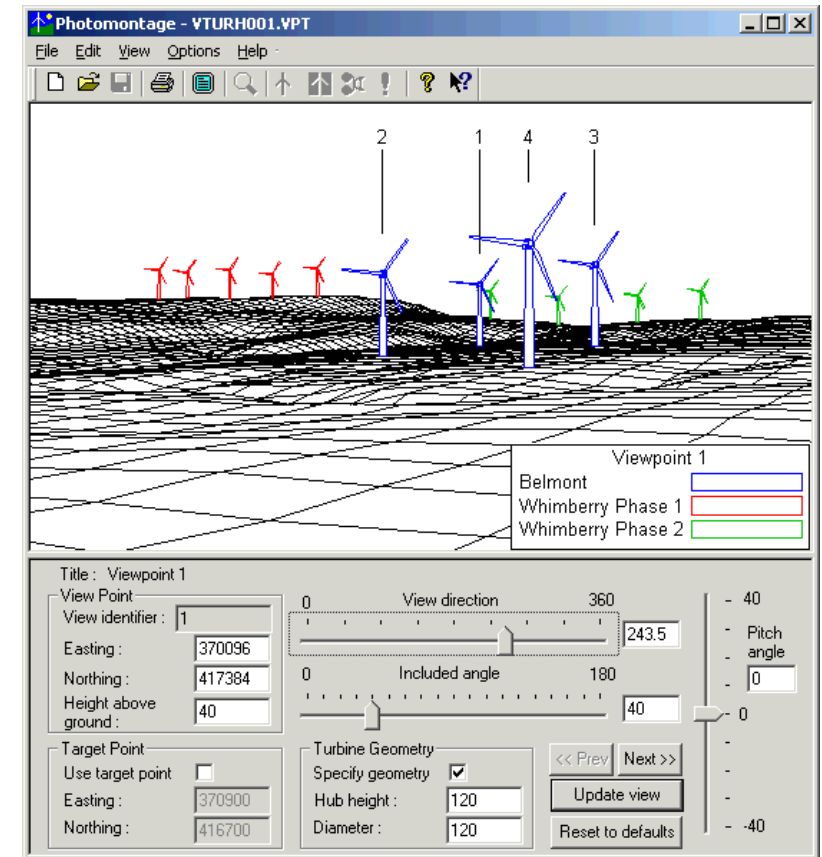 Photomontage - VTURH001.VPT
File Edit View Options Help
2 1 4 3
Viewpoint 1
Belmont
Whimberry Phase 1
Whimberry Phase 2
Title : Viewpoint 1
View Point
View identifier : 1
Easting : 370096
Northing : 417384
Height above
ground : 40
0 View direction 360
243.5
0 Included angle 180
40
40
Pitch
angle
0
0
-40
Target Point
Use target point
Easting : 370900
Northing : 416700
Turbine Geometry
Specify geometry
Hub height : 120
Diameter : 120
<< Prev Next >>
Update view
Reset to defaults